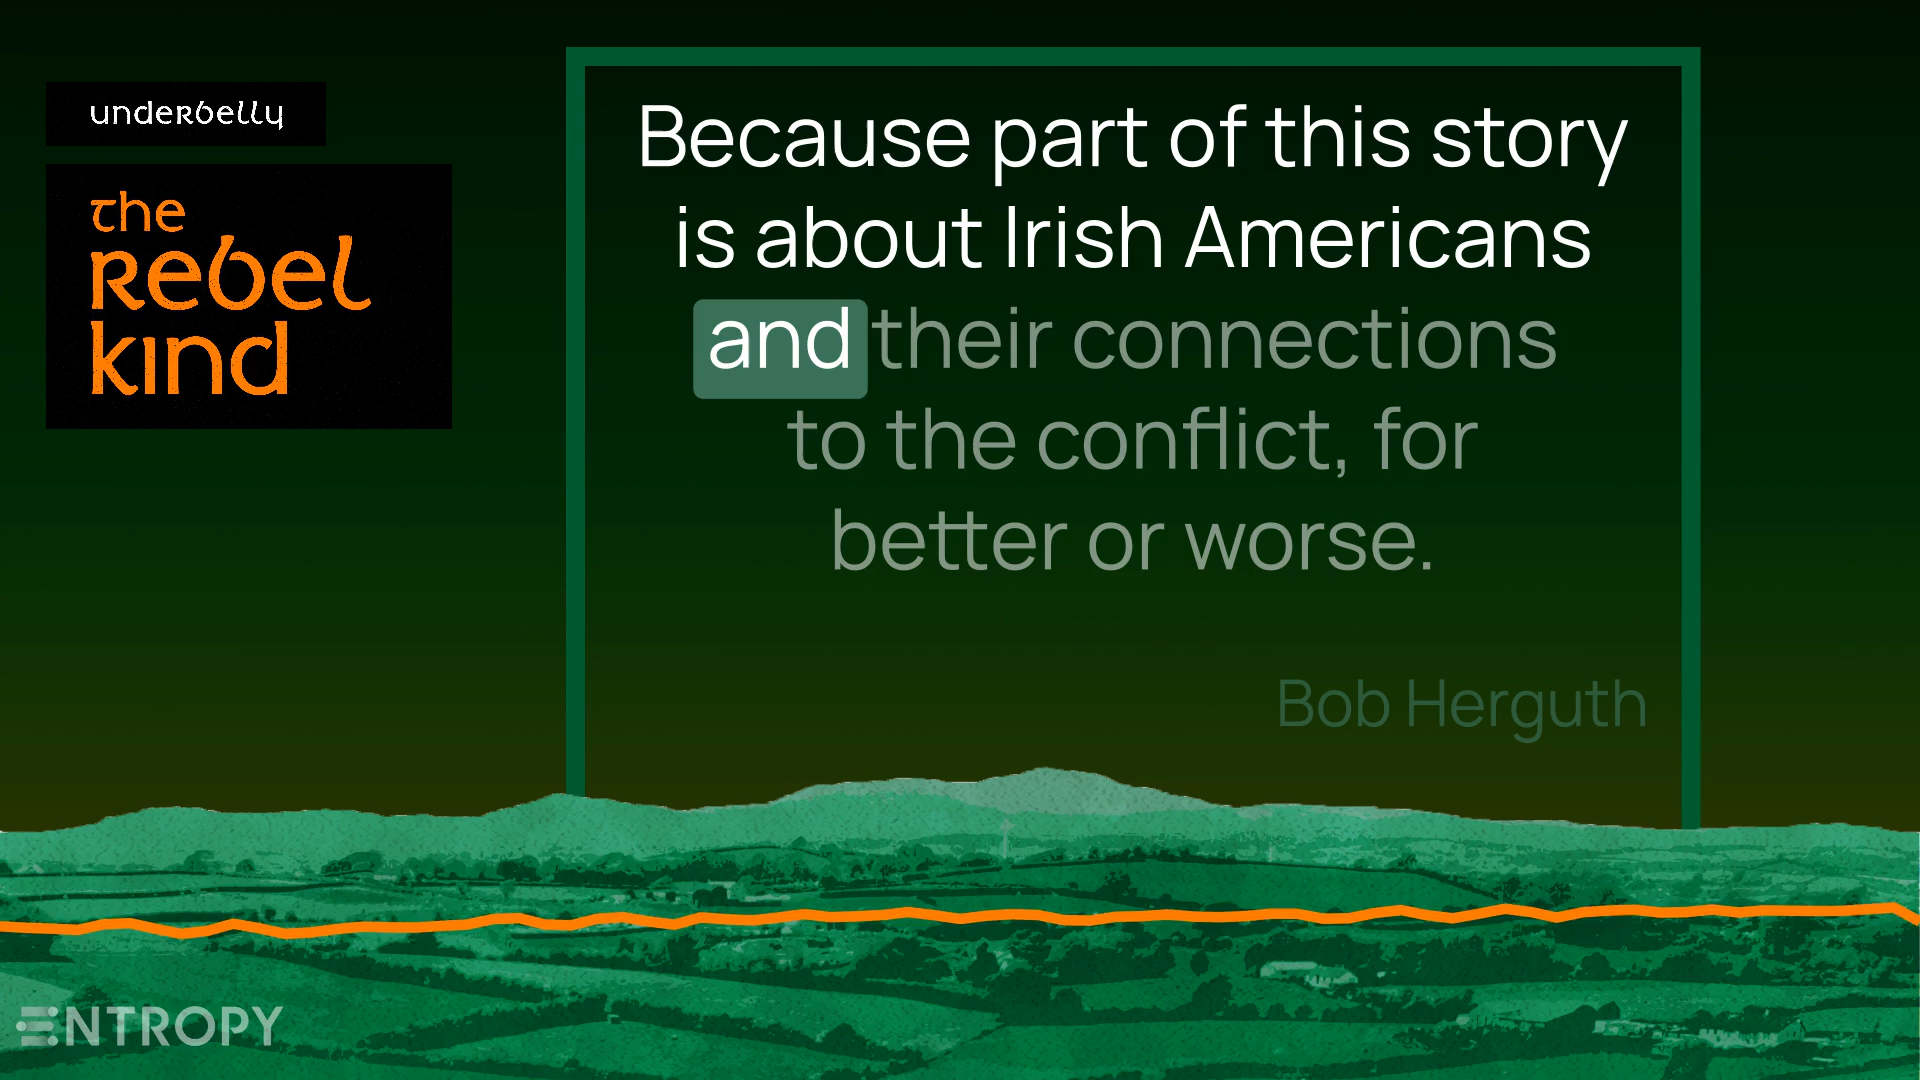 underbelly
the
Rebel
kind
Because part of this story
is about Irish Americans
and their connections
to the conflict, for
better or worse.
Bob Herguth
ENTROPY